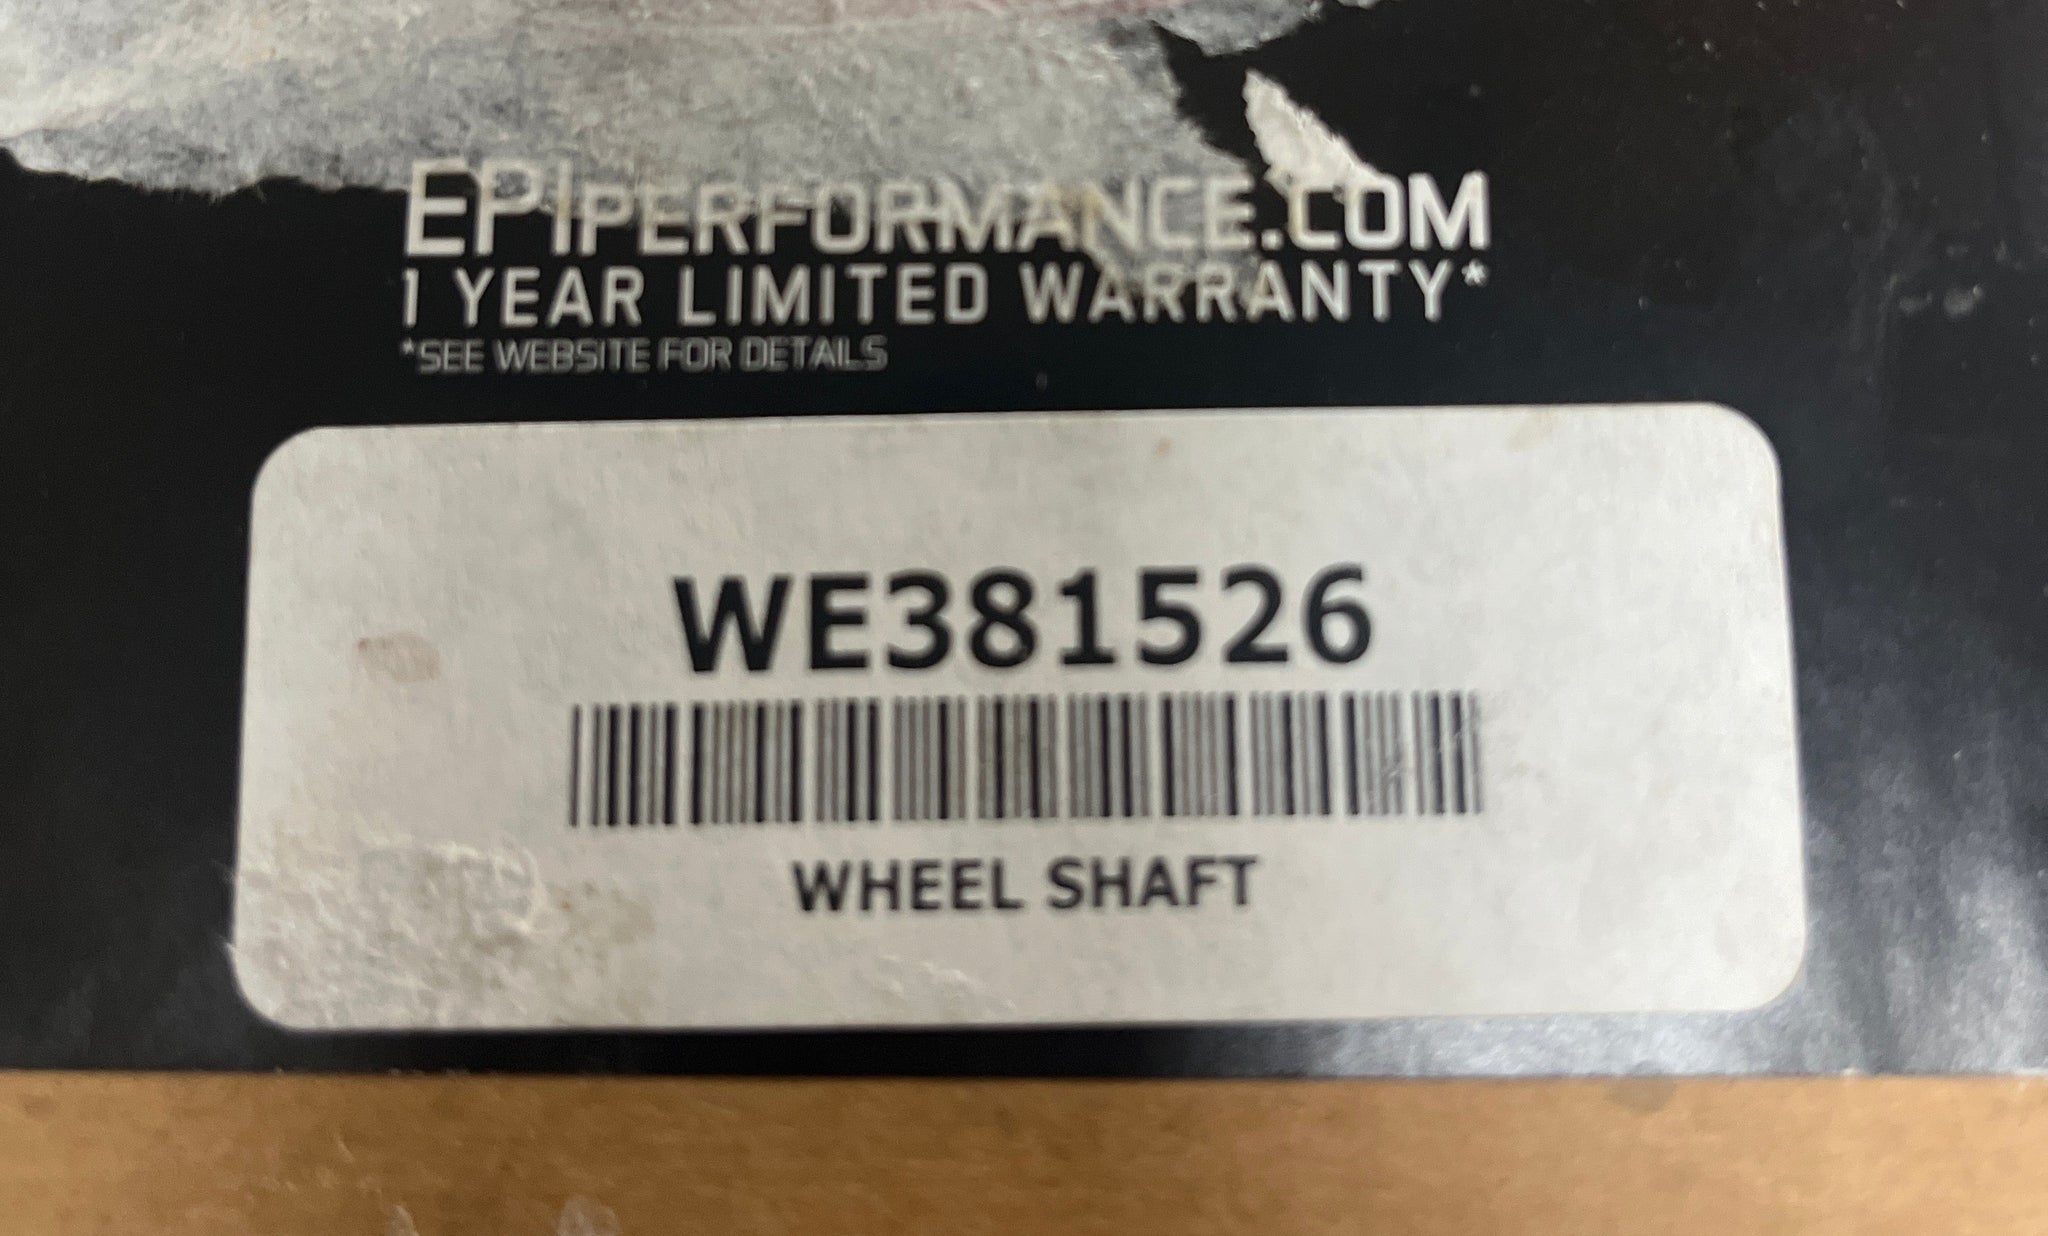 EPIPERFORMANCE.COM
1 YEAR LIMITED WARRANTY*
*SEE WEBSITE FOR DETAILS
WE381526
WHEEL SHAFT